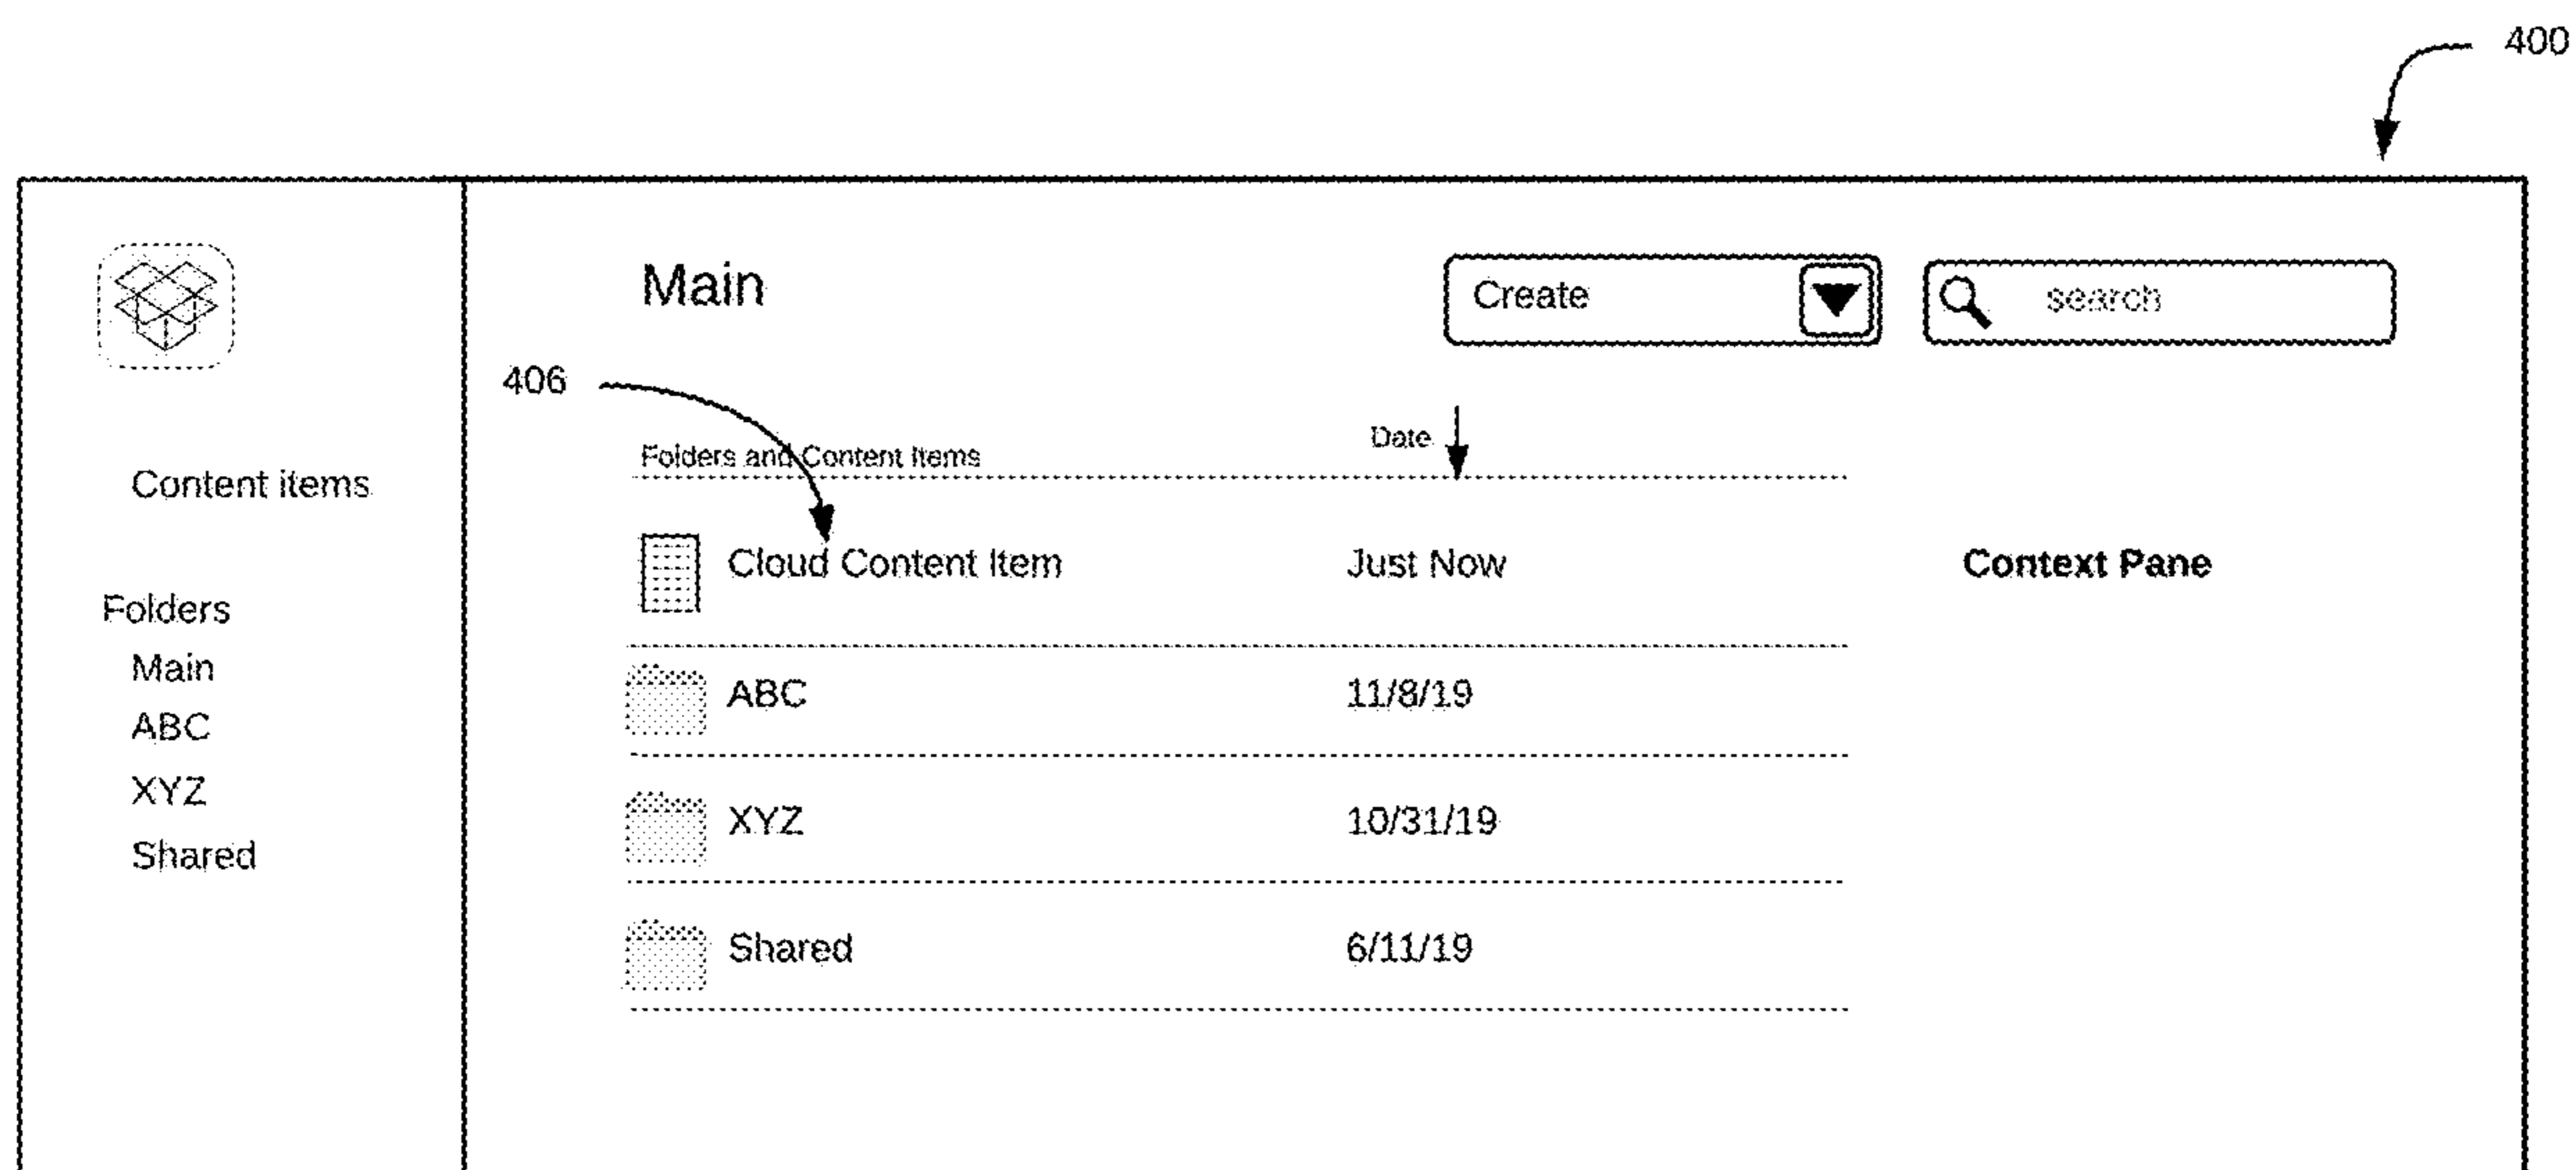 400
Main
Create
search
406
Date
Folders and Content Items
Content items
Cloud Content Item Just Now
Context Pane
Folders
Main
ABC
XYZ
Shared
ABC 11/8/19
XYZ 10/31/19
Shared 6/11/19